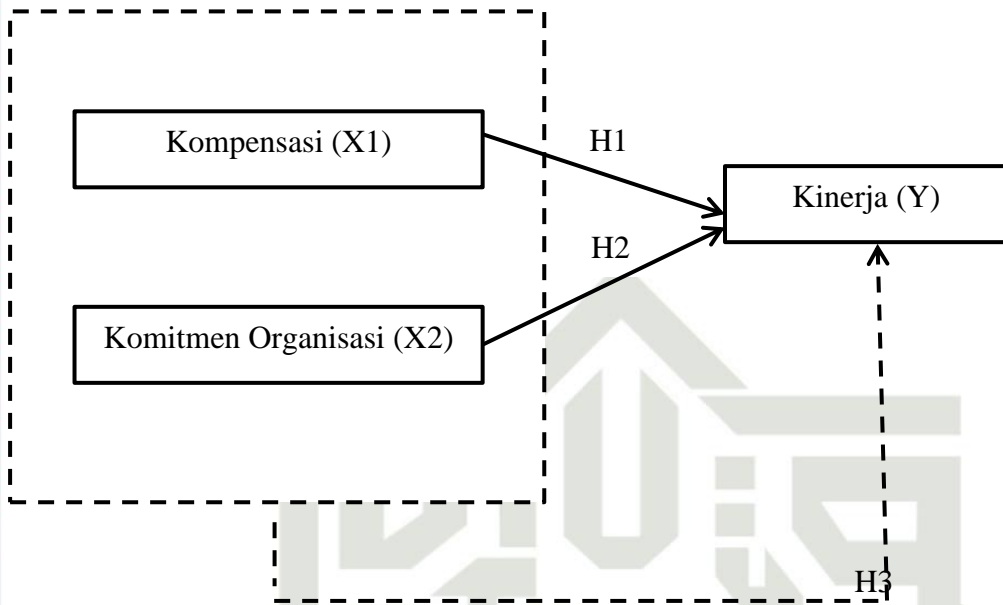 Kompensasi (X1)
H1
Kinerja (Y)
H2
Komitmen Organisasi (X2)
H3